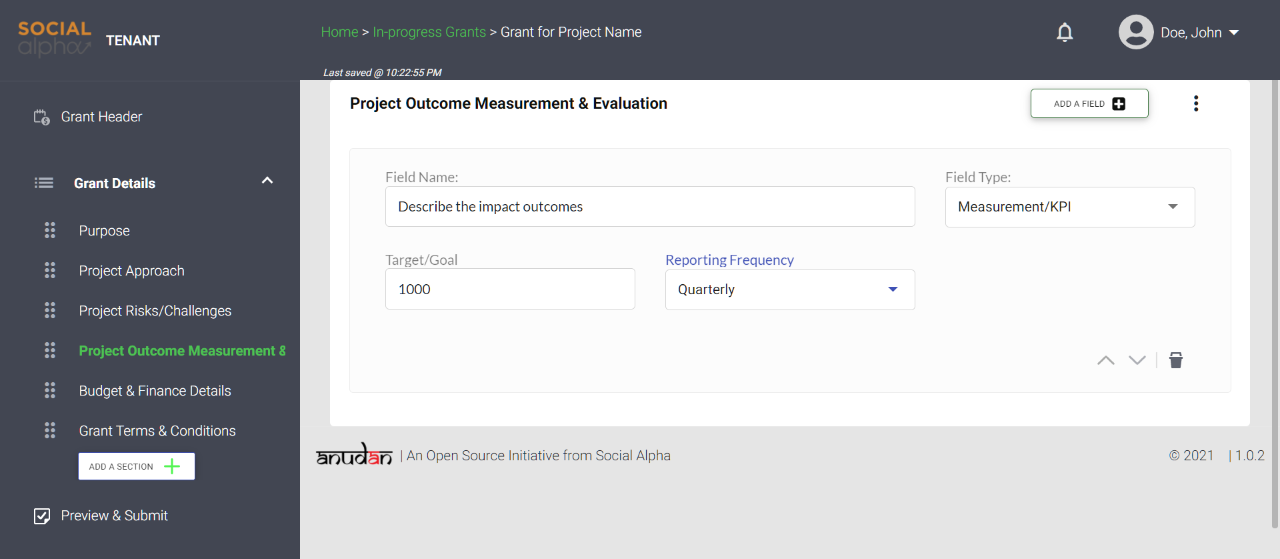 SOCIAL
alpha
TENANT
Home > In-progress Grants > Grant for Project Name
Doe, John
Last saved @ 10:22:55 PM
Grant Header
Grant Details
Purpose
Project Approach
Project Risks/Challenges
Project Outcome Measurement &
Budget & Finance Details
Grant Terms & Conditions
ADD A SECTION
Preview & Submit
Project Outcome Measurement & Evaluation
ADD A FIELD
Field Name:
Describe the impact outcomes
Field Type:
Measurement/KPI
Target/Goal
1000
Reporting Frequency
Quarterly
anudan | An Open Source Initiative from Social Alpha
© 2021 | 1.0.2